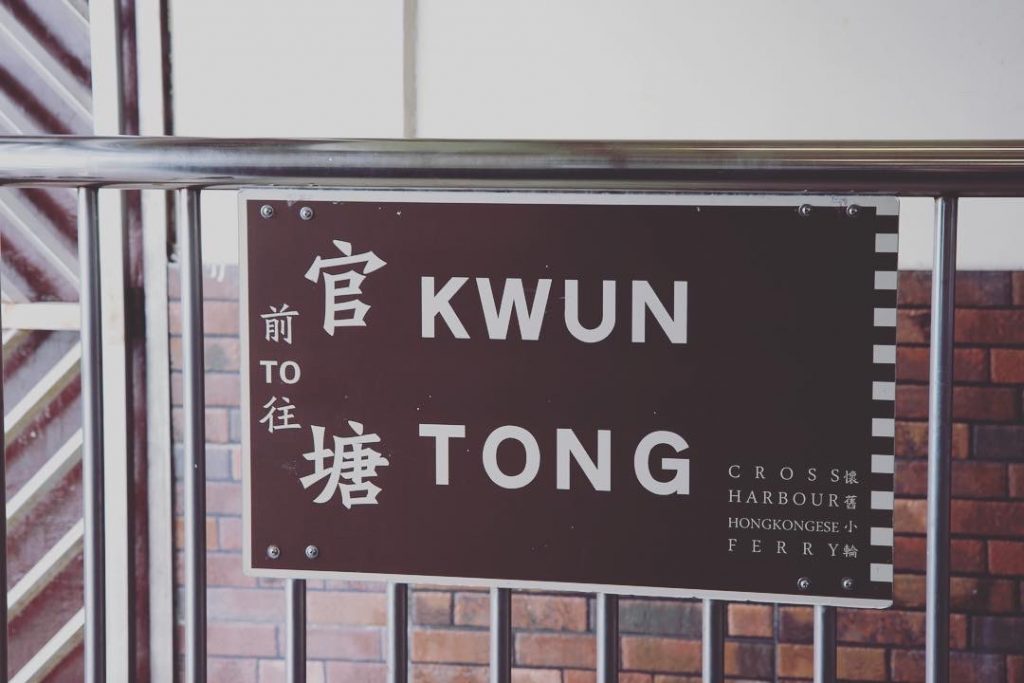 前
TO
往
官
塘
KWUN
TONG
CROSS
HARBOUR
HONGKONGESE
FERRY
懷
舊
小
輪